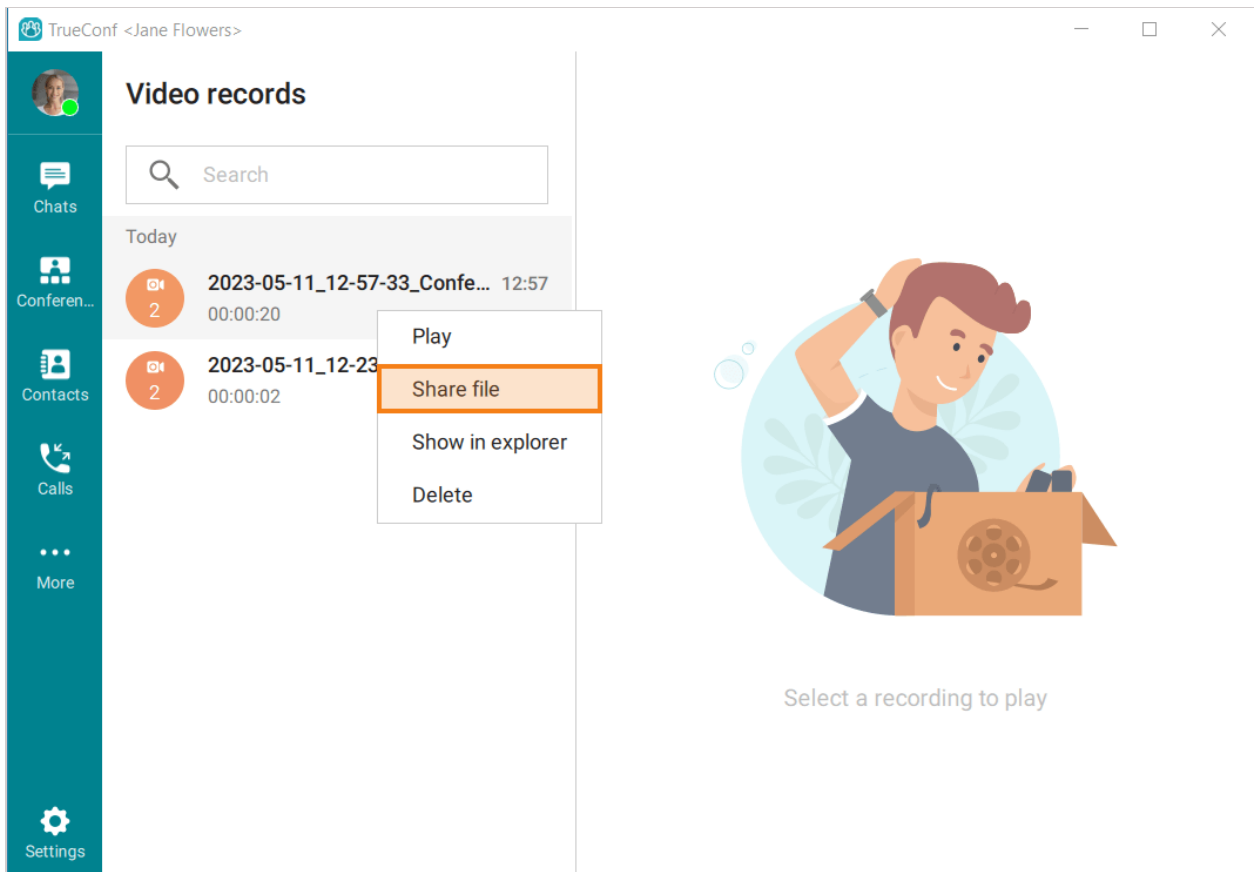 TrueConf <Jane Flowers>
Video records
Search
Chats
Today
2023-05-11_12-57-33_Confe... 12:57
2
00:00:20
Conferen...
Play
2023-05-11_12-23
2
00:00:02
Share file
Contacts
Show in explorer
Calls
Delete
More
Select a recording to play
Settings